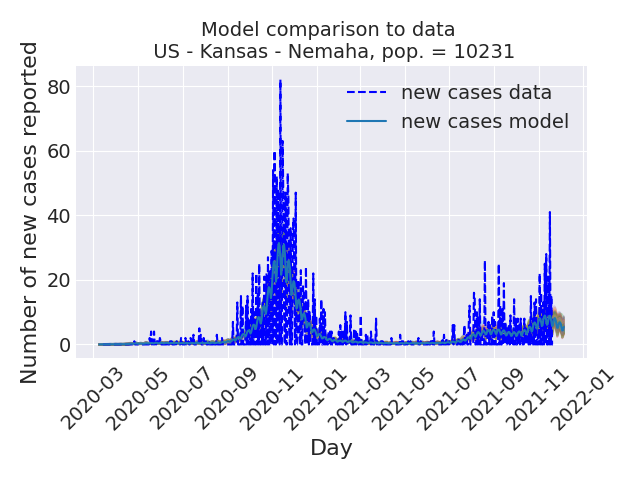 Model comparison to data
US - Kansas - Nemaha, pop. = 10231
Number of new cases reported
80
60
40
20
0
new cases data
new cases model
2020-03
2020-05
2020-07
2020-09
2020-11
2021-01
2021-03
2021-05
2021-07
2021-09
2021-11
2022-01
Day